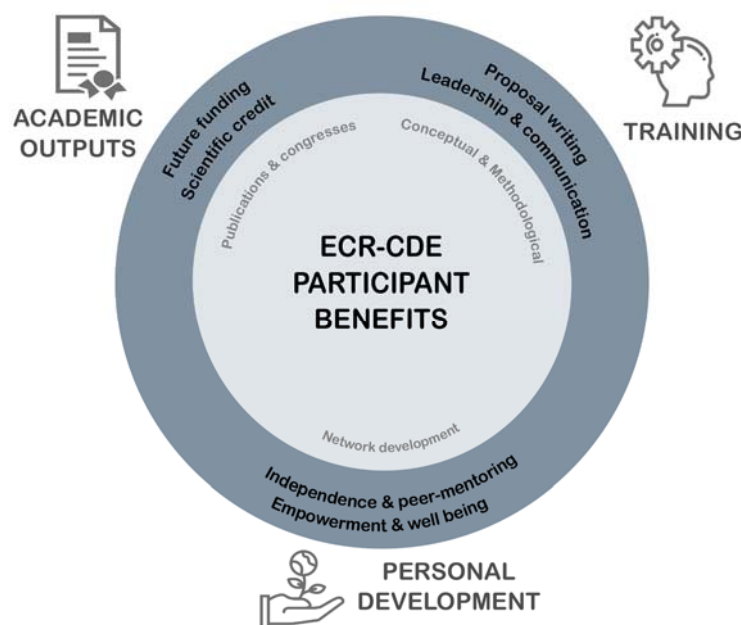 ACADEMIC
OUTPUTS
Future funding
Scientific credit
Publications & congresses
TRAINING
Proposal writing
Leadership & communication
Conceptual & Methodological
ECR-CDE
PARTICIPANT
BENEFITS
Network development
Independence & peer-mentoring
Empowerment & well being
PERSONAL
DEVELOPMENT